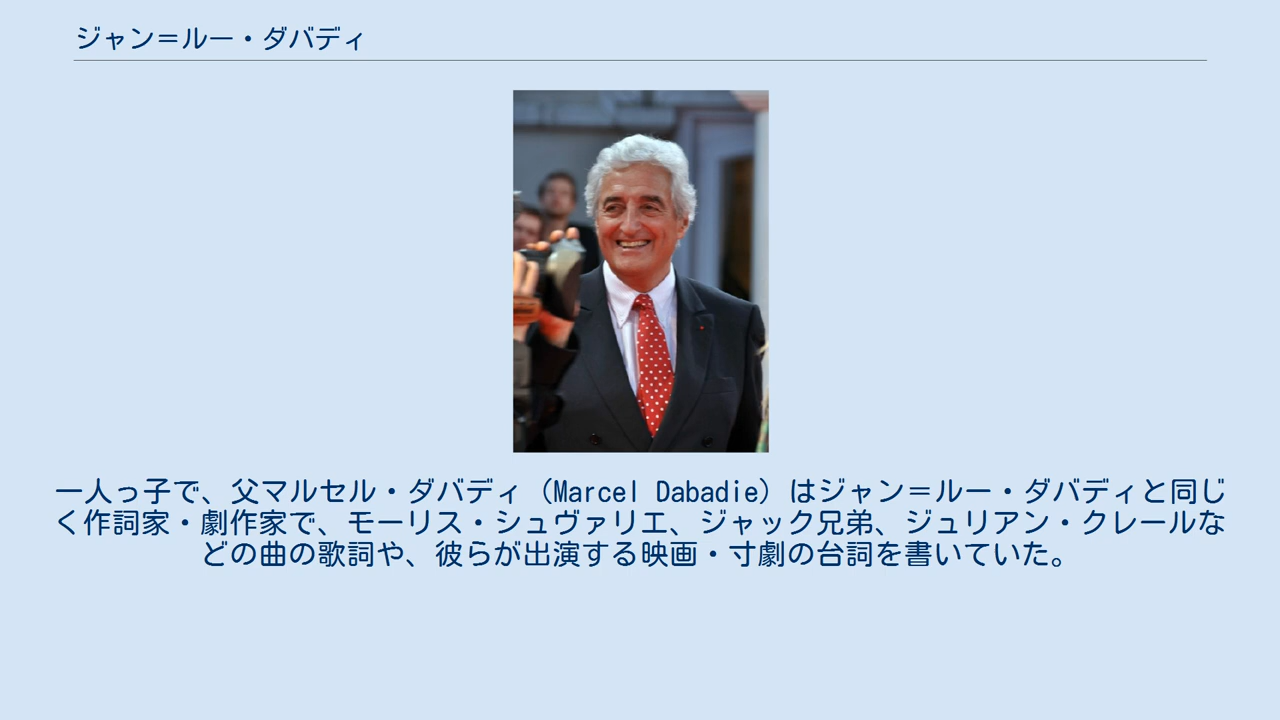 ジャン＝ルー・ダバディ
一人っ子で、父マルセル・ダバディ（Marcel Dabadie）はジャン＝ルー・ダバディと同じ
く作詞家・劇作家で、モーリス・シュヴァリエ、ジャック兄弟、ジュリアン・クレールな
どの曲の歌詞や、彼らが出演する映画・寸劇の台詞を書いていた。